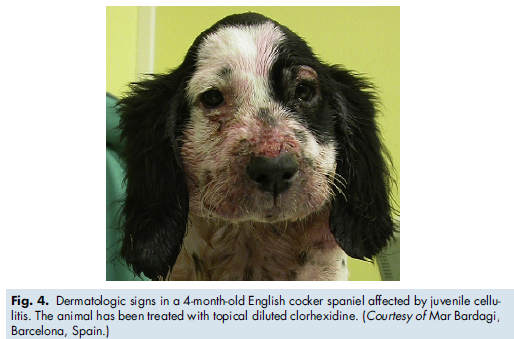 Fig. 4. Dermatologic signs in a 4-month-old English cocker spaniel affected by juvenile cellu-
litis. The animal has been treated with topical diluted clorhexidine. (Courtesy of Mar Bardagi,
Barcelona, Spain.)